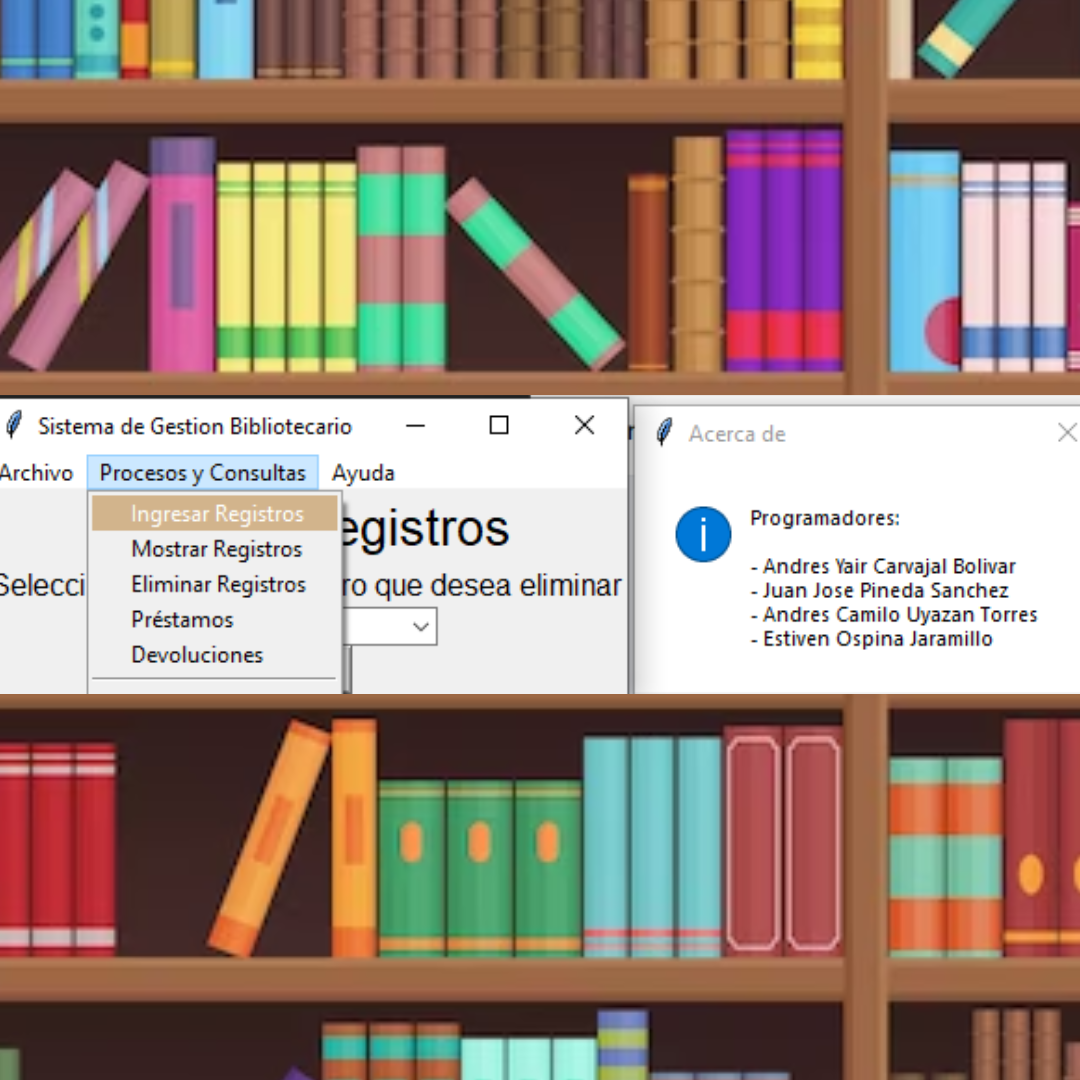 Sistema de Gestion Bibliotecario
Archivo Procesos y Consultas Ayuda
Ingresar Registros
Mostrar Registros
Eliminar Registros
Préstamos
Devoluciones
egistros
Selecci ro que desea eliminar
Acerca de
Programadores:
- Andres Yair Carvajal Bolivar
- Juan Jose Pineda Sanchez
- Andres Camilo Uyazan Torres
- Estiven Ospina Jaramillo